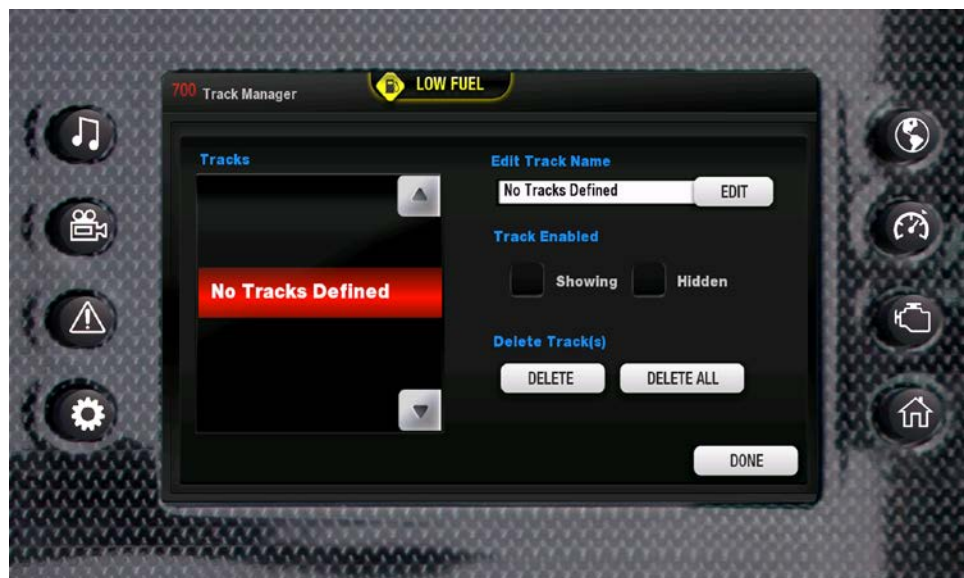 700 Track Manager
LOW FUEL
Tracks
No Tracks Defined
Edit Track Name
No Tracks Defined
EDIT
Track Enabled
Showing
Hidden
Delete Track(s)
DELETE
DELETE ALL
DONE